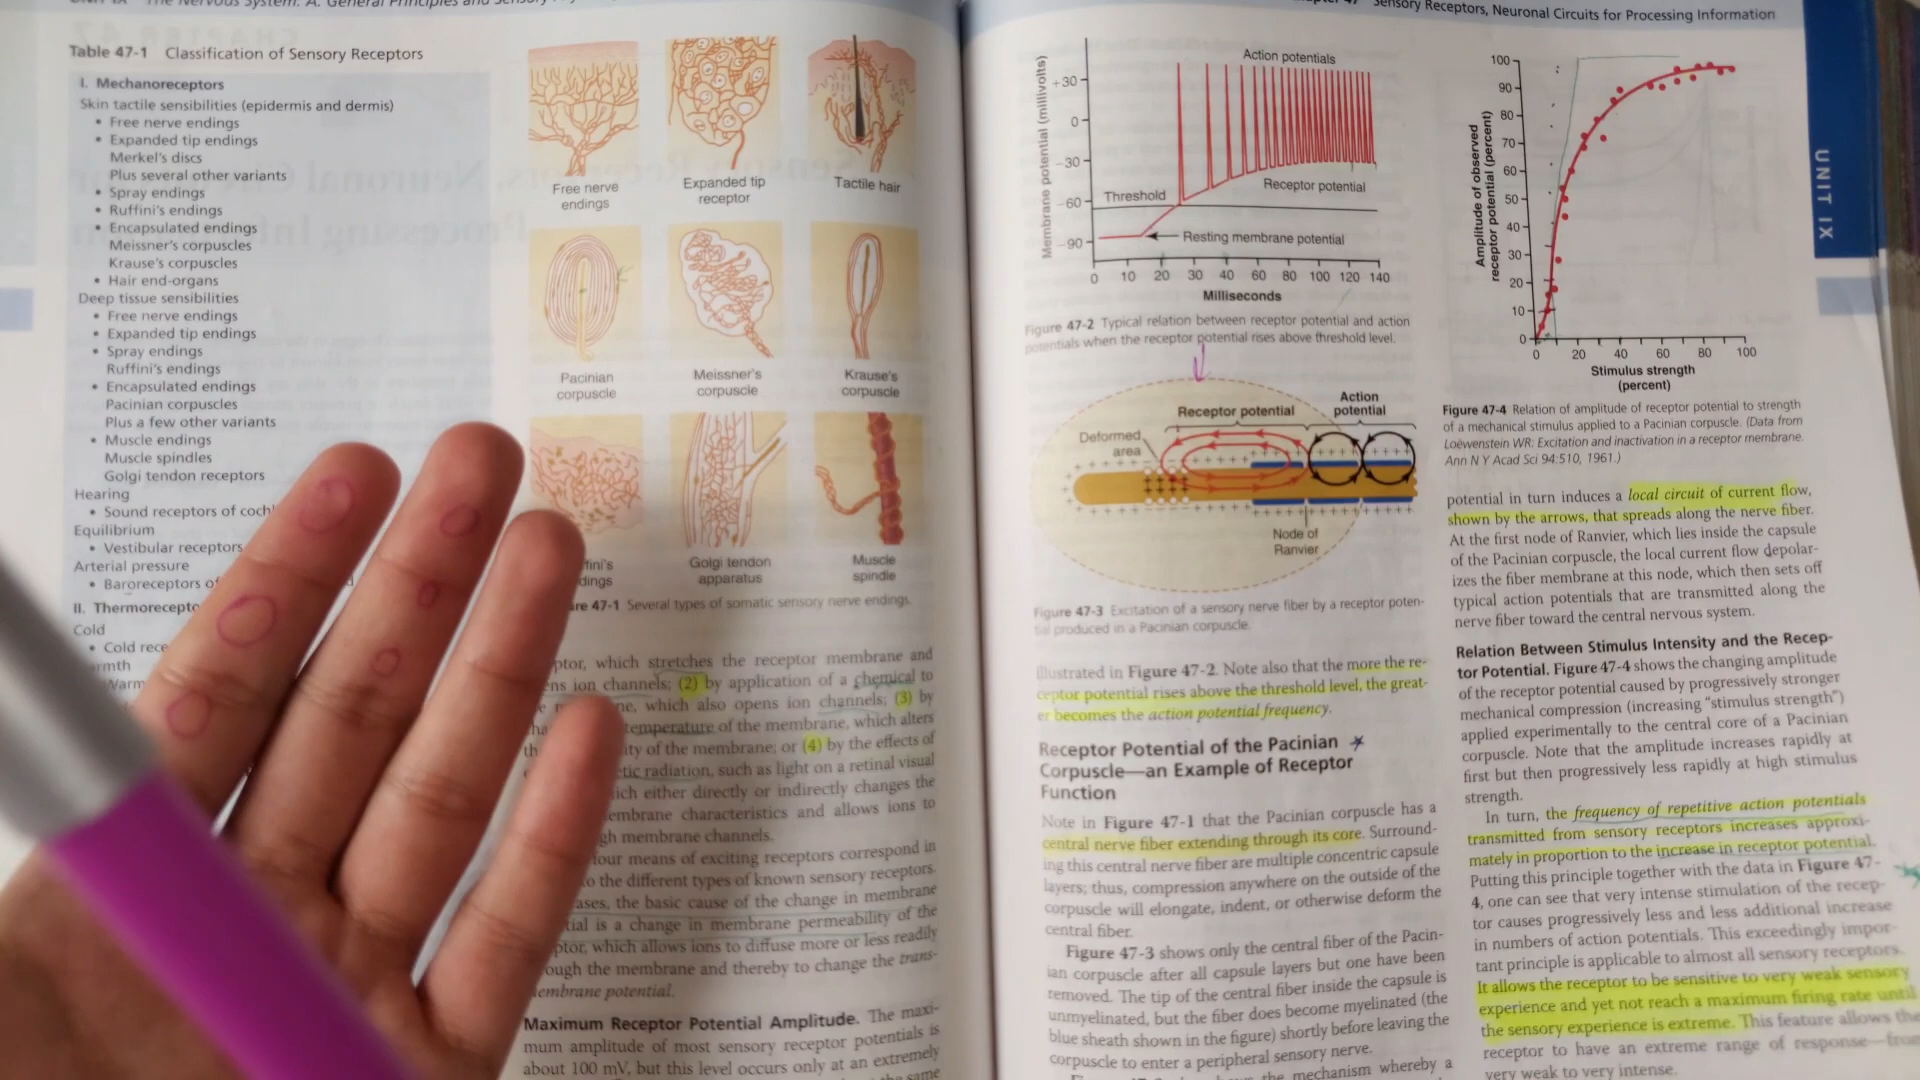 The Nervous System: A. General Principles and
Table 47-1 Classification of Sensory Receptors
I. Mechanoreceptors
Skin tactile sensibilities (epidermis and dermis)
• Free nerve endings
• Expanded tip endings
Merkel's discs
Plus several other variants
• Spray endings
• Ruffini's endings
• Encapsulated endings
Meissner's corpuscles
Krause's corpuscles
• Hair end-organs
Deep tissue sensibilities
• Free nerve endings
• Expanded tip endings
• Spray endings
Ruffini's endings
• Encapsulated endings
Pacinian corpuscles
Plus a few other variants
• Muscle endings
Muscle spindles
Golgi tendon receptors
Hearing
• Sound receptors of coch
Equilibrium
• Vestibular receptors
Arterial pressure
• Baroreceptors of
II. Thermorecepto
Cold
• Cold rece
armth
Warm
Free nerve
endings
Expanded tip
receptor
Tactile hair
Pacinian
corpuscle
Meissner's
corpuscle
Krause's
corpuscle
fini's
dings
Golgi tendon
apparatus
Muscle
spindle
re 47-1 Several types of somatic sensory nerve endings.
ptor, which stretches the receptor membrane and
ens ion channels; (2) by application of a chemical to
ne, which also opens ion channels; (3) by
temperature of the membrane, which alters
ity of the membrane; or (4) by the effects of
etic radiation, such as light on a retinal visual
ich either directly or indirectly changes the
embrane characteristics and allows ions to
gh membrane channels.
four means of exciting receptors correspond in
to the different types of known sensory receptors.
ases, the basic cause of the change in membrane
tial is a change in membrane permeability of the
ptor, which allows ions to diffuse more or less readily
ough the membrane and thereby to change the trans-
membrane potential.
Maximum Receptor Potential Amplitude. The maxi-
mum amplitude of most sensory receptor potentials is
about 100 mV, but this level occurs only at an extremely
the same
47 Sensory Receptors, Neuronal Circuits for Processing Information
Membrane potential (millivolts)
+30
0
-30
-60
-90
Action potentials
Receptor potential
Threshold
Resting membrane potential
0 10 20 30 40 60 80 100 120 140
Milliseconds
Figure 47-2 Typical relation between receptor potential and action
potentials when the receptor potential rises above threshold level.
Receptor potential
Action
potential
Deformed
area
Node of
Ranvier
Figure 47-3 Excitation of a sensory nerve fiber by a receptor poten-
tial produced in a Pacinian corpuscle.
illustrated in Figure 47-2. Note also that the more the re-
ceptor potential rises above the threshold level, the great-
er becomes the action potential frequency.
Receptor Potential of the Pacinian
Corpuscle—an Example of Receptor
Function
Note in Figure 47-1 that the Pacinian corpuscle has a
central nerve fiber extending through its core. Surround-
ing this central nerve fiber are multiple concentric capsule
layers; thus, compression anywhere on the outside of the
corpuscle will elongate, indent, or otherwise deform the
central fiber.
Figure 47-3 shows only the central fiber of the Pacin-
ian corpuscle after all capsule layers but one have been
removed. The tip of the central fiber inside the capsule is
unmyelinated, but the fiber does become myelinated (the
blue sheath shown in the figure) shortly before leaving the
corpuscle to enter a peripheral sensory nerve.
the mechanism whereby a
Amplitude of observed
receptor potential (percent)
100
90
80
70
60
50
40
30
20
10
0
0 20 40 60 80 100
Stimulus strength
(percent)
Figure 47-4 Relation of amplitude of receptor potential to strength
of a mechanical stimulus applied to a Pacinian corpuscle. (Data from
Loewenstein WR: Excitation and inactivation in a receptor membrane.
Ann N Y Acad Sci 94:510, 1961.)
potential in turn induces a local circuit of current flow,
shown by the arrows, that spreads along the nerve fiber.
At the first node of Ranvier, which lies inside the capsule
of the Pacinian corpuscle, the local current flow depolar-
izes the fiber membrane at this node, which then sets off
typical action potentials that are transmitted along the
nerve fiber toward the central nervous system.
Relation Between Stimulus Intensity and the Recep-
tor Potential. Figure 47-4 shows the changing amplitude
of the receptor potential caused by progressively stronger
mechanical compression (increasing "stimulus strength")
applied experimentally to the central core of a Pacinian
corpuscle. Note that the amplitude increases rapidly at
first but then progressively less rapidly at high stimulus
strength.
In turn, the frequency of repetitive action potentials
transmitted from sensory receptors increases approxi-
mately in proportion to the increase in receptor potential.
Putting this principle together with the data in Figure 47-
4, one can see that very intense stimulation of the recep-
tor causes progressively less and less additional increase
in numbers of action potentials. This exceedingly impor-
tant principle is applicable to almost all sensory receptors.
It allows the receptor to be sensitive to very weak sensory
experience and yet not reach a maximum firing rate until
the sensory experience is extreme. This feature allows the
receptor to have an extreme range of response—from
very weak to very intense.
UNIT IX